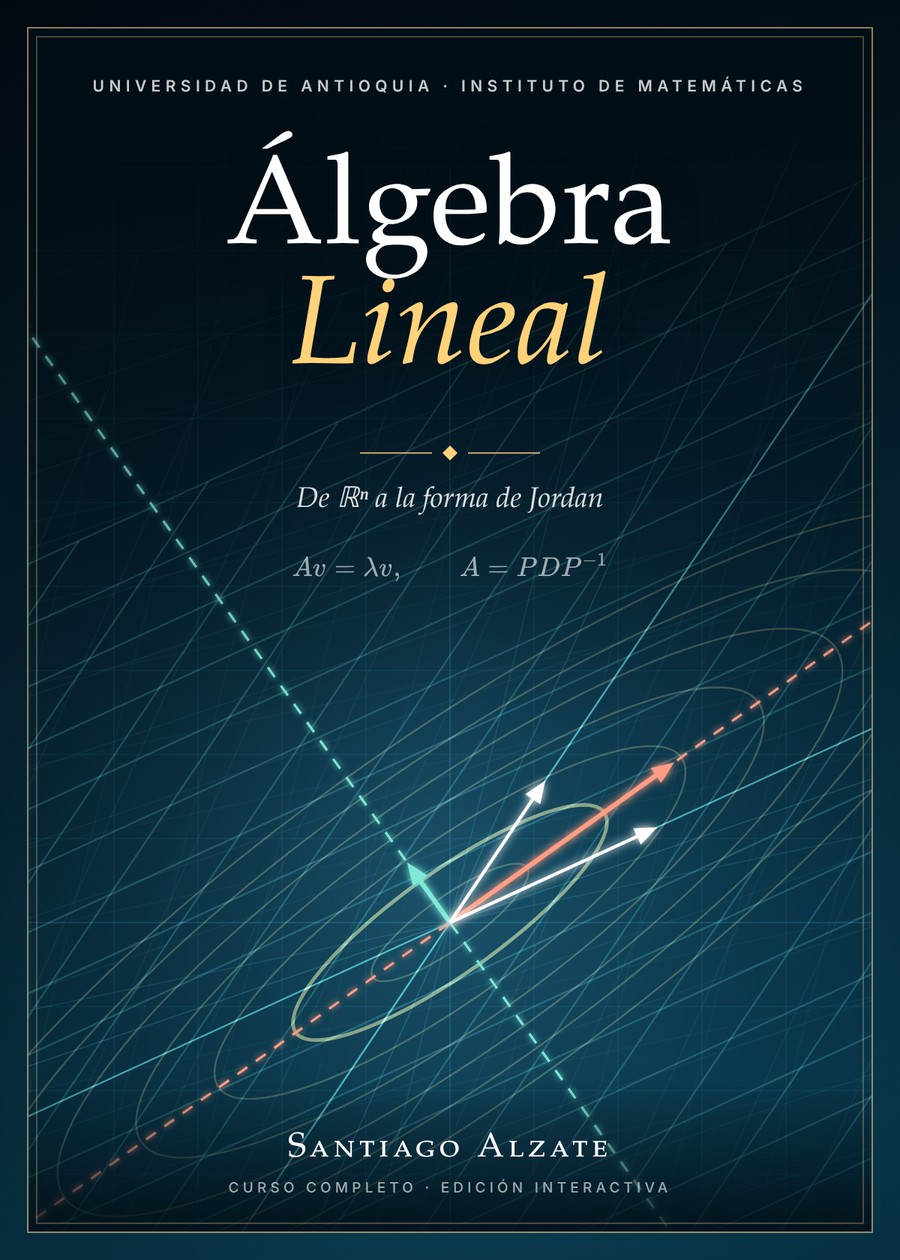 UNIVERSIDAD DE ANTIOQUIA · INSTITUTO DE MATEMÁTICAS
Álgebra
Lineal
De ℝⁿ a la forma de Jordan
Av = λv, A = PDP⁻¹
Santiago Alzate
CURSO COMPLETO · EDICIÓN INTERACTIVA